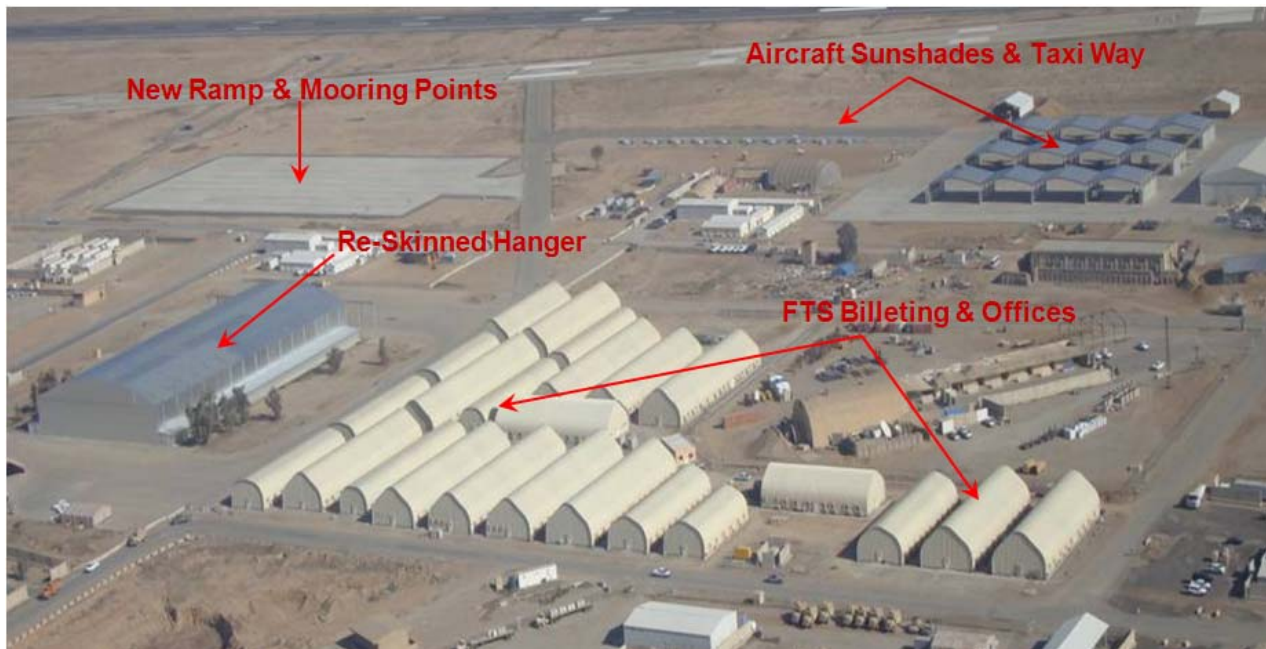 Aircraft Sunshades & Taxi Way
New Ramp & Mooring Points
Re-Skinned Hanger
FTS Billeting & Offices